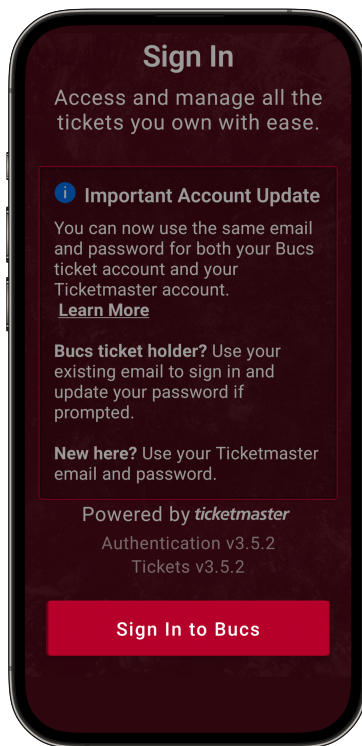 Sign In
Access and manage all the
tickets you own with ease.
Important Account Update
You can now use the same email
and password for both your Bucs
ticket account and your
Ticketmaster account.
Learn More
Bucs ticket holder? Use your
existing email to sign in and
update your password if
prompted.
New here? Use your Ticketmaster
email and password.
Powered by ticketmaster
Authentication v3.5.2
Tickets v3.5.2
Sign In to Bucs